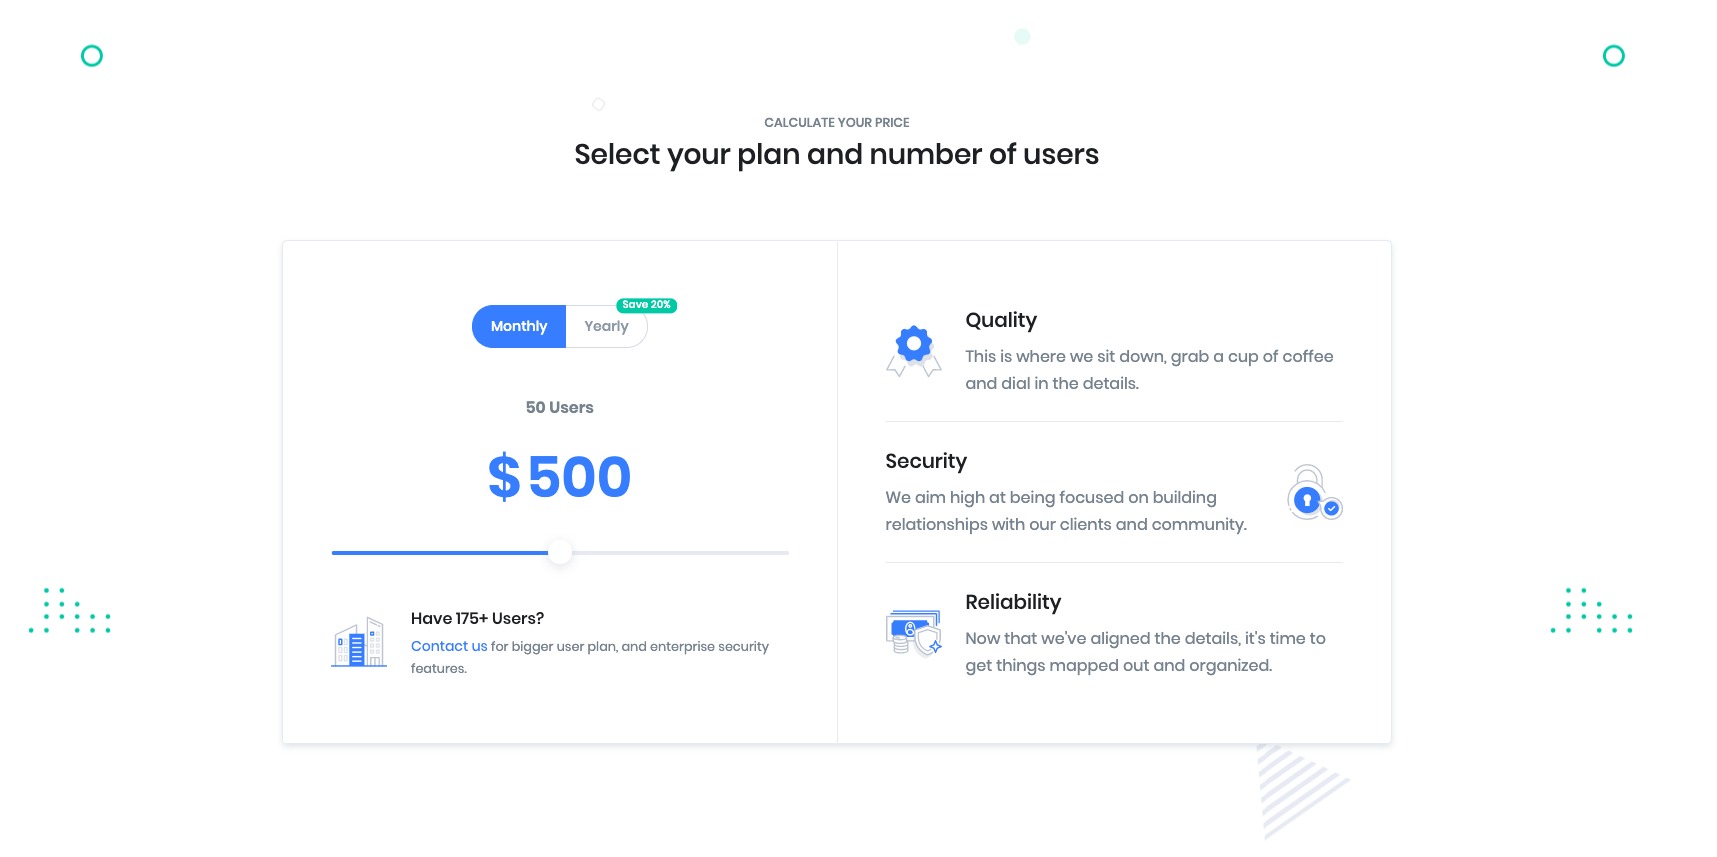 CALCULATE YOUR PRICE
Select your plan and number of users
Save 20%
Monthly
Yearly
50 Users
$500
Have 175+ Users?
Contact us for bigger user plan, and enterprise security
features.
Quality
This is where we sit down, grab a cup of coffee
and dial in the details.
Security
We aim high at being focused on building
relationships with our clients and community.
Reliability
Now that we've aligned the details, it's time to
get things mapped out and organized.